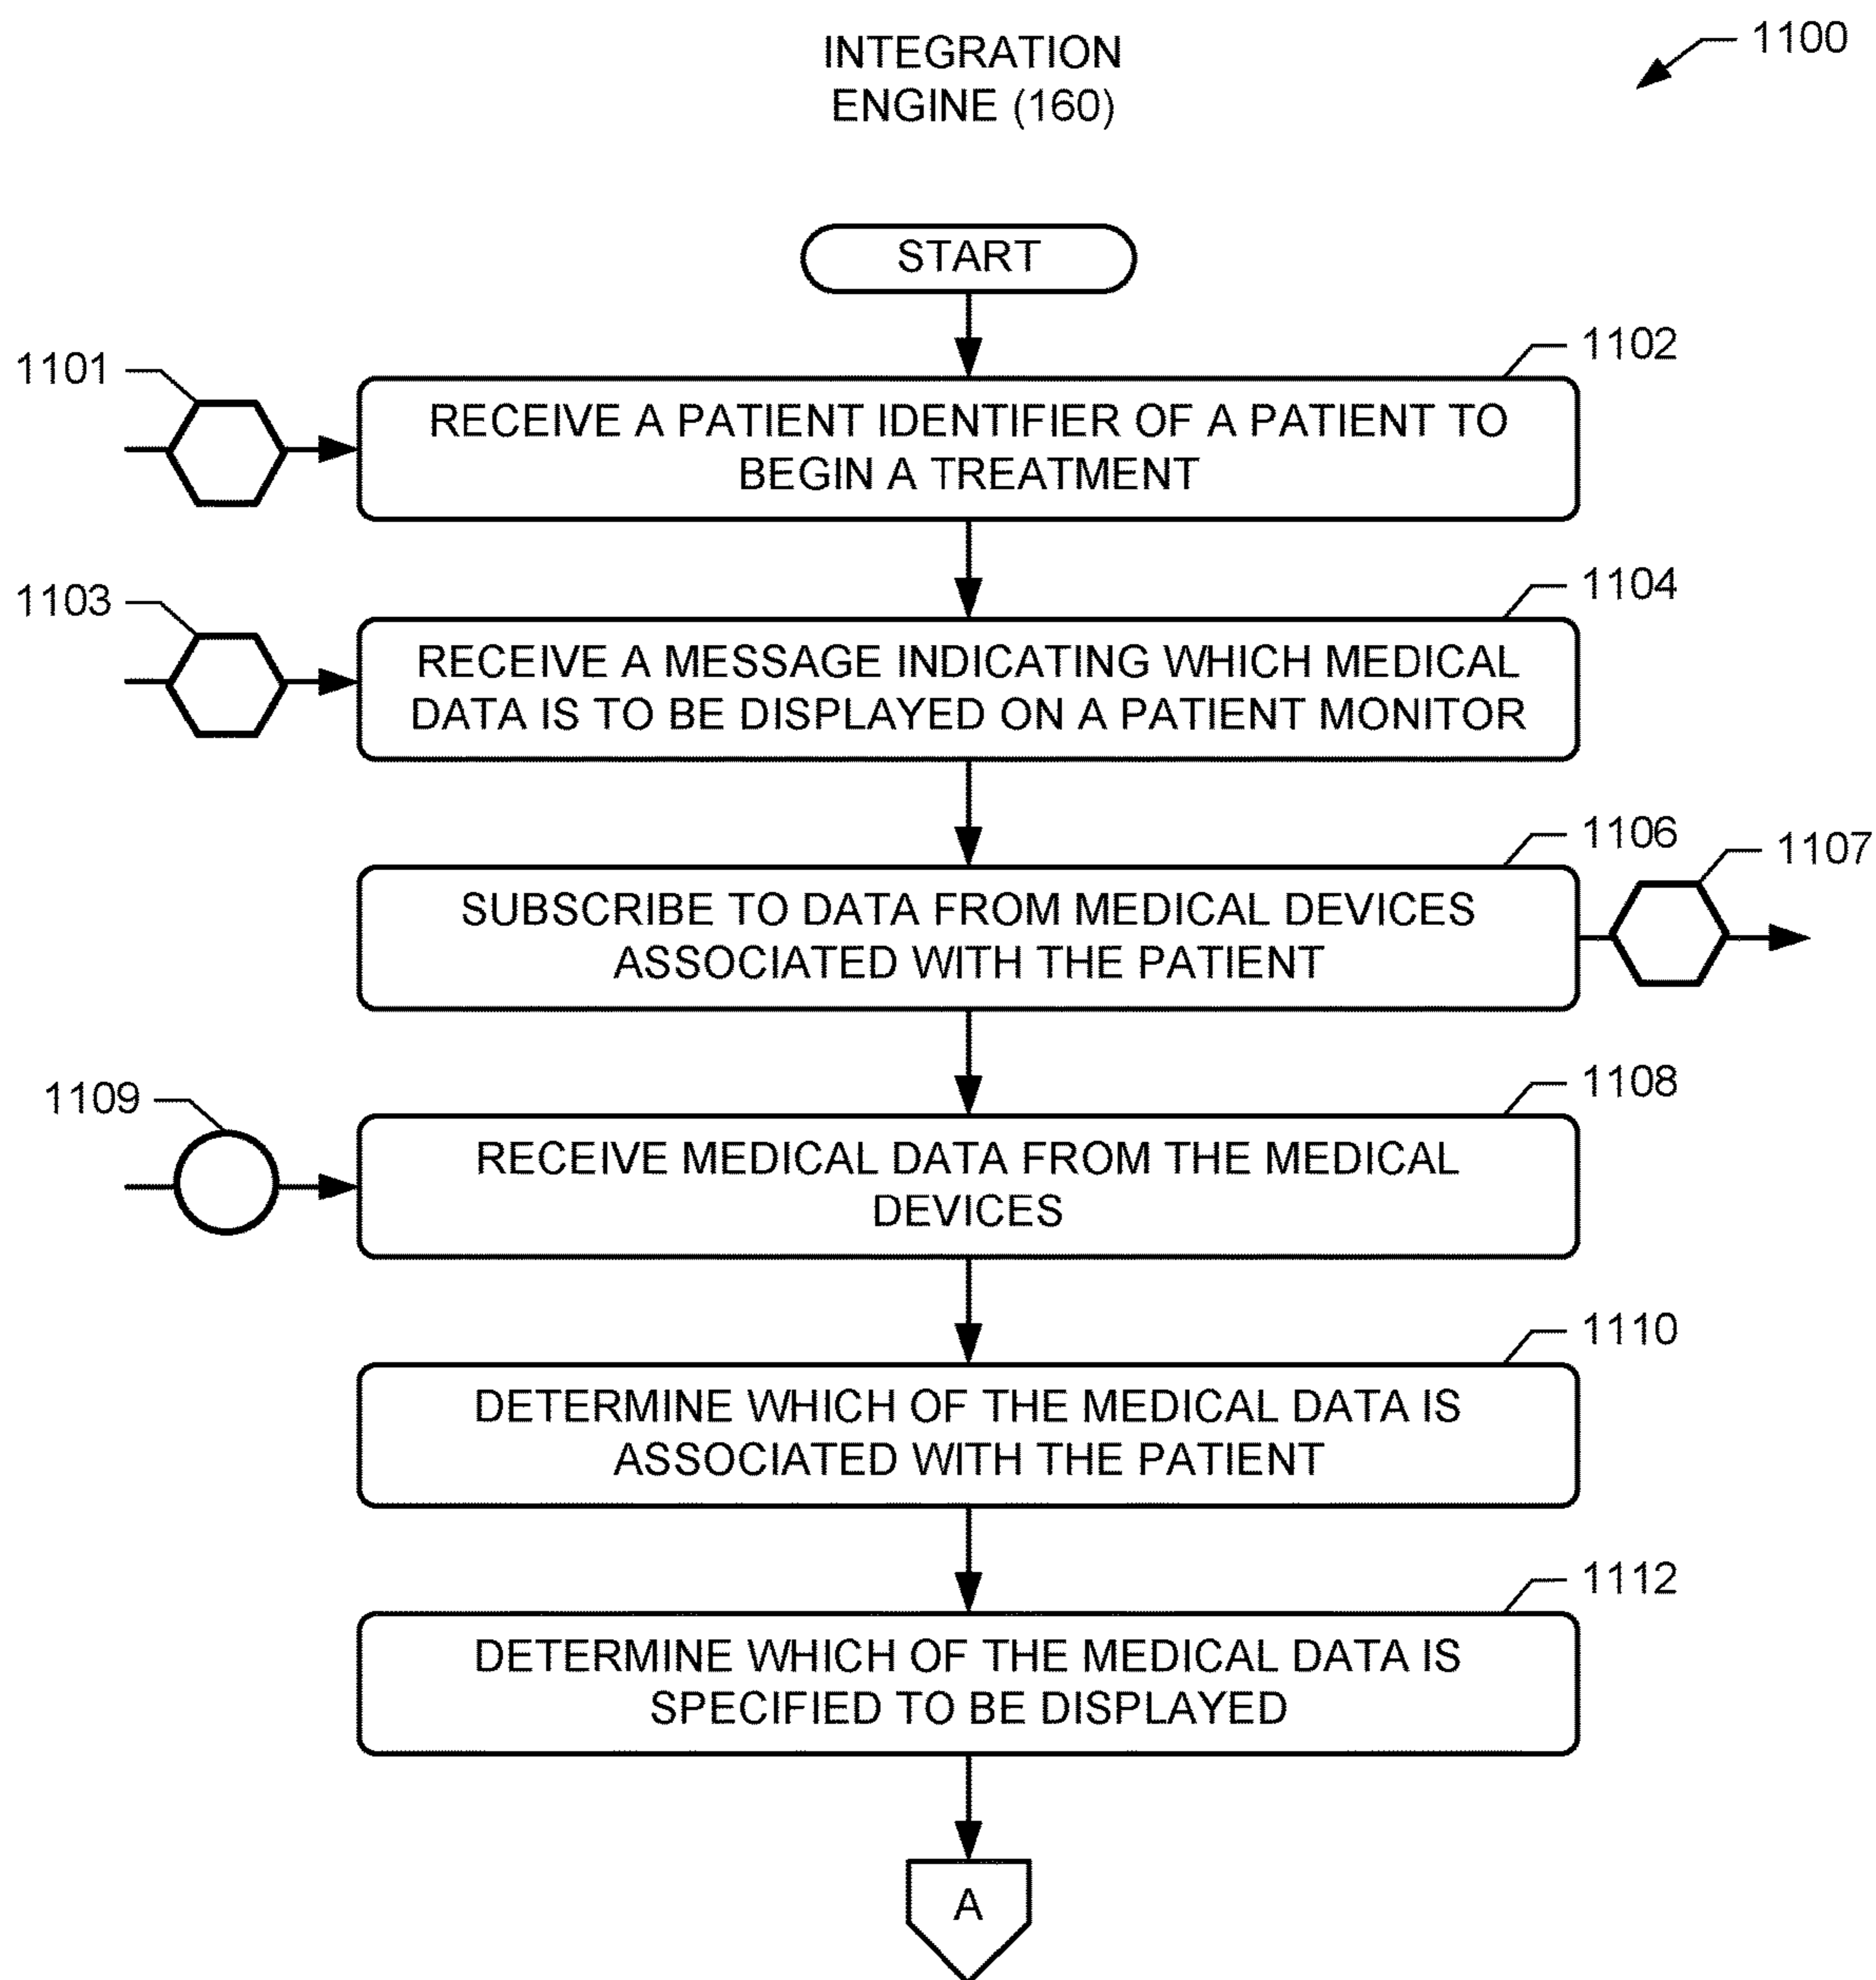 INTEGRATION
ENGINE (160)
1100
START
1101
1102
RECEIVE A PATIENT IDENTIFIER OF A PATIENT TO
BEGIN A TREATMENT
1103
1104
RECEIVE A MESSAGE INDICATING WHICH MEDICAL
DATA IS TO BE DISPLAYED ON A PATIENT MONITOR
1106
1107
SUBSCRIBE TO DATA FROM MEDICAL DEVICES
ASSOCIATED WITH THE PATIENT
1109
1108
RECEIVE MEDICAL DATA FROM THE MEDICAL
DEVICES
1110
DETERMINE WHICH OF THE MEDICAL DATA IS
ASSOCIATED WITH THE PATIENT
1112
DETERMINE WHICH OF THE MEDICAL DATA IS
SPECIFIED TO BE DISPLAYED
A